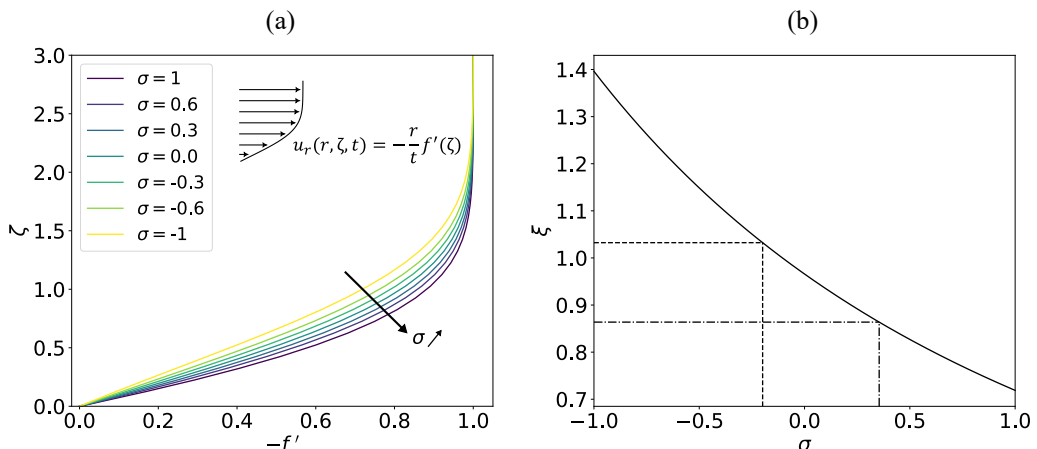 (a)
3.0
2.5
2.0
1.5
1.0
0.5
0.0
ζ
σ = 1
σ = 0.6
σ = 0.3
σ = 0.0
σ = -0.3
σ = -0.6
σ = -1
u_r(r, ζ, t) = -\frac{r}{t} f'(ζ)
σ↗
0.0 0.2 0.4 0.6 0.8 1.0
-f'
(b)
1.4
1.3
1.2
1.1
1.0
0.9
0.8
0.7
ξ
-1.0 -0.5 0.0 0.5 1.0
σ